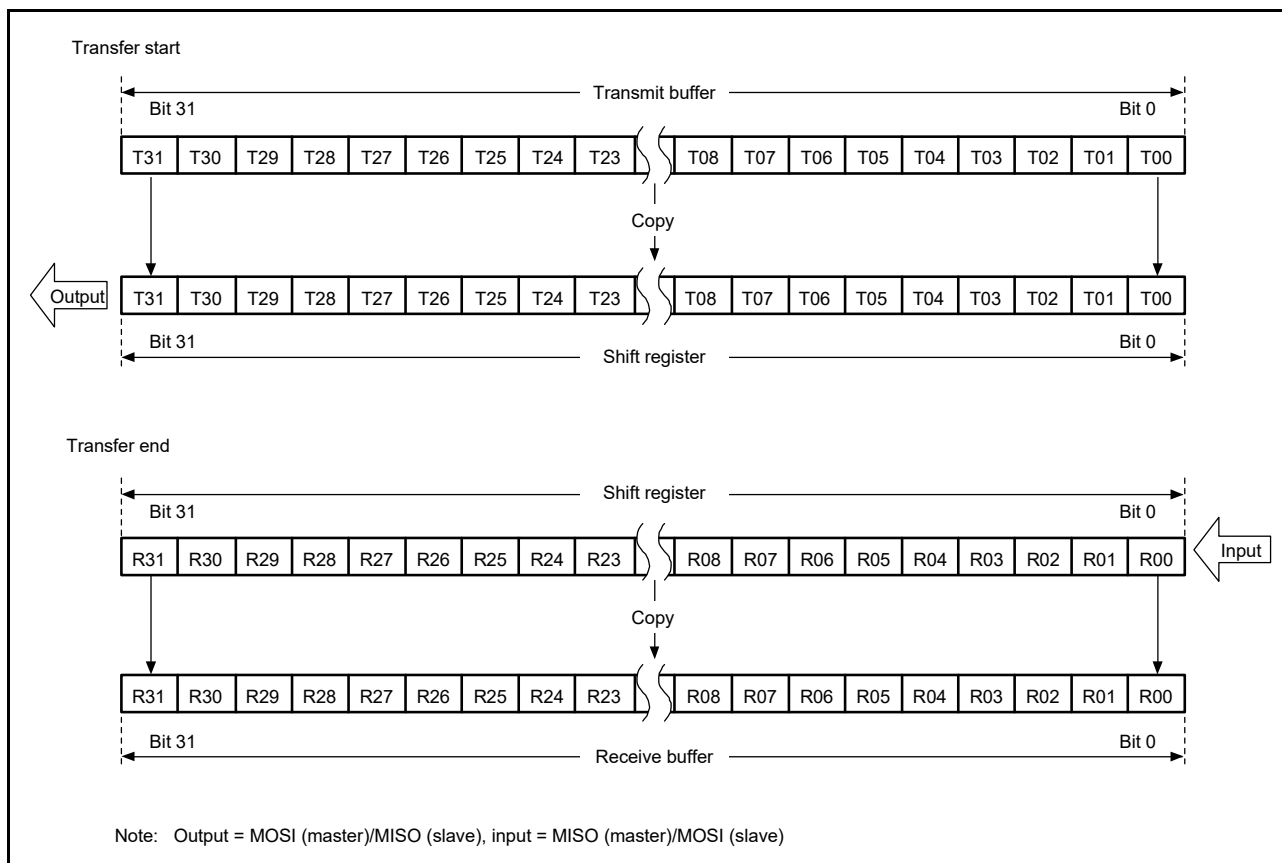 Transfer start
Transmit buffer
Bit 31 Bit 0
T31 T30 T29 T28 T27 T26 T25 T24 T23 T08 T07 T06 T05 T04 T03 T02 T01 T00
Copy
Output T31 T30 T29 T28 T27 T26 T25 T24 T23 T08 T07 T06 T05 T04 T03 T02 T01 T00
Bit 31 Bit 0
Shift register
Transfer end
Shift register
Bit 31 Bit 0
R31 R30 R29 R28 R27 R26 R25 R24 R23 R08 R07 R06 R05 R04 R03 R02 R01 R00 Input
Copy
R31 R30 R29 R28 R27 R26 R25 R24 R23 R08 R07 R06 R05 R04 R03 R02 R01 R00
Bit 31 Bit 0
Receive buffer
Note: Output = MOSI (master)/MISO (slave), input = MISO (master)/MOSI (slave)